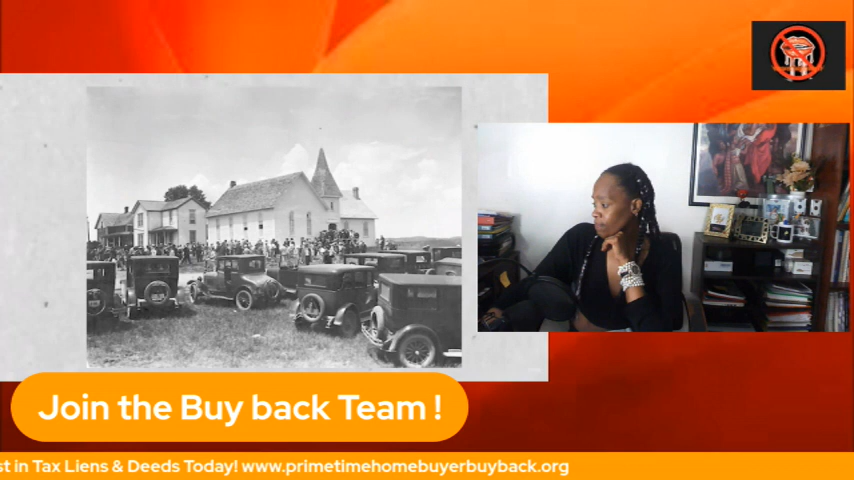 Join the Buy back Team !
st in Tax Liens & Deeds Today! www.primetimehomebuyerbuyback.org